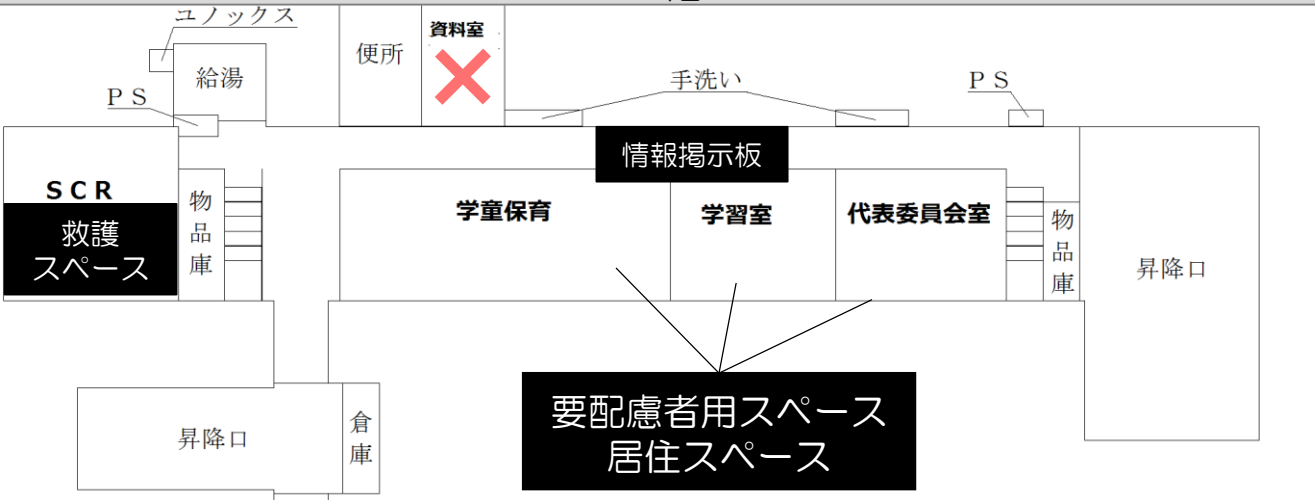 ユノックス
資料室
便所
給湯
手洗い
ＰＳ
ＰＳ
情報掲示板
ＳＣＲ
救護
スペース
物品庫
学童保育
学習室
代表委員会室
物品庫
昇降口
要配慮者用スペース
居住スペース
昇降口
倉庫